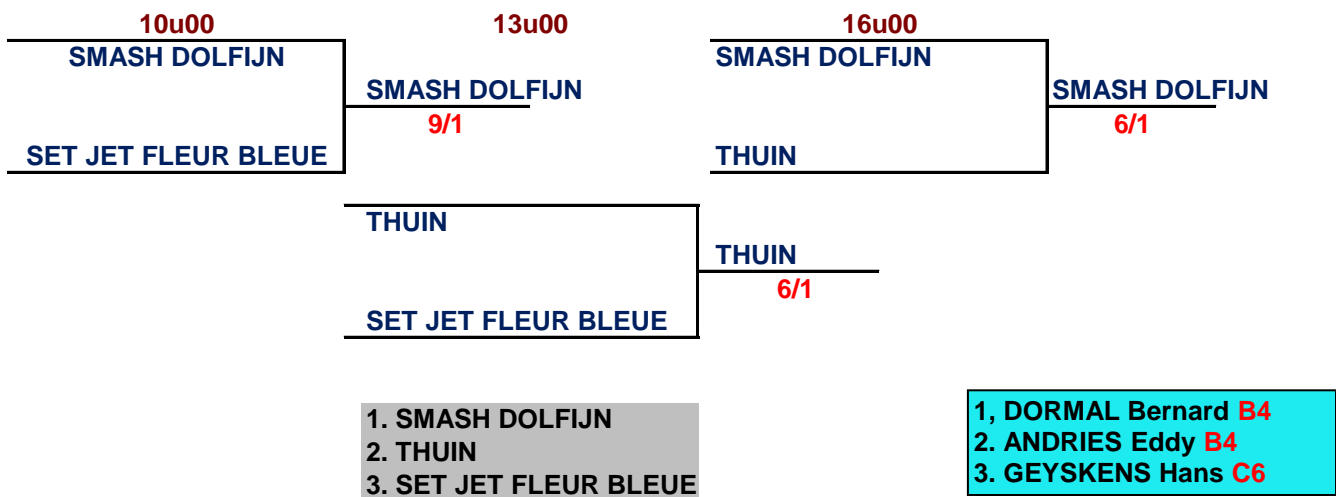 10u00 13u00 16u00
SMASH DOLFIJN SMASH DOLFIJN
SMASH DOLFIJN SMASH DOLFIJN
9/1 6/1
SET JET FLEUR BLEUE THUIN
THUIN
THUIN
6/1
SET JET FLEUR BLEUE
1. SMASH DOLFIJN
2. THUIN
3. SET JET FLEUR BLEUE
1, DORMAL Bernard B4
2. ANDRIES Eddy B4
3. GEYSKENS Hans C6